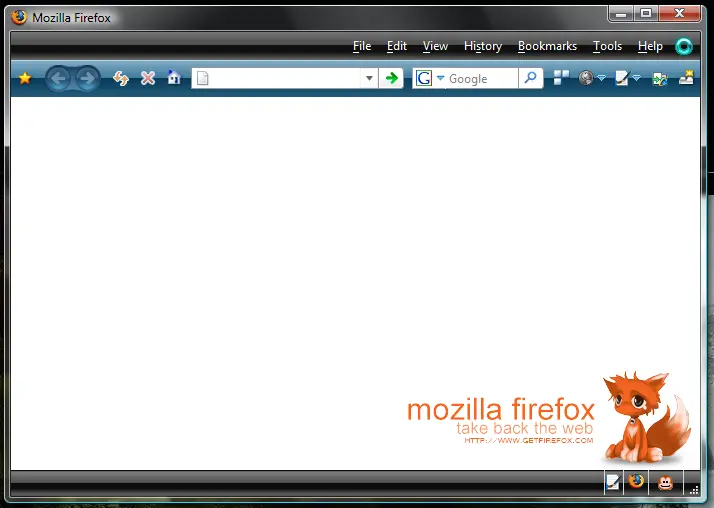 Mozilla Firefox
File Edit View History Bookmarks Tools Help
G Google
mozilla firefox
take back the web
HTTP://WWW.GETFIREFOX.COM